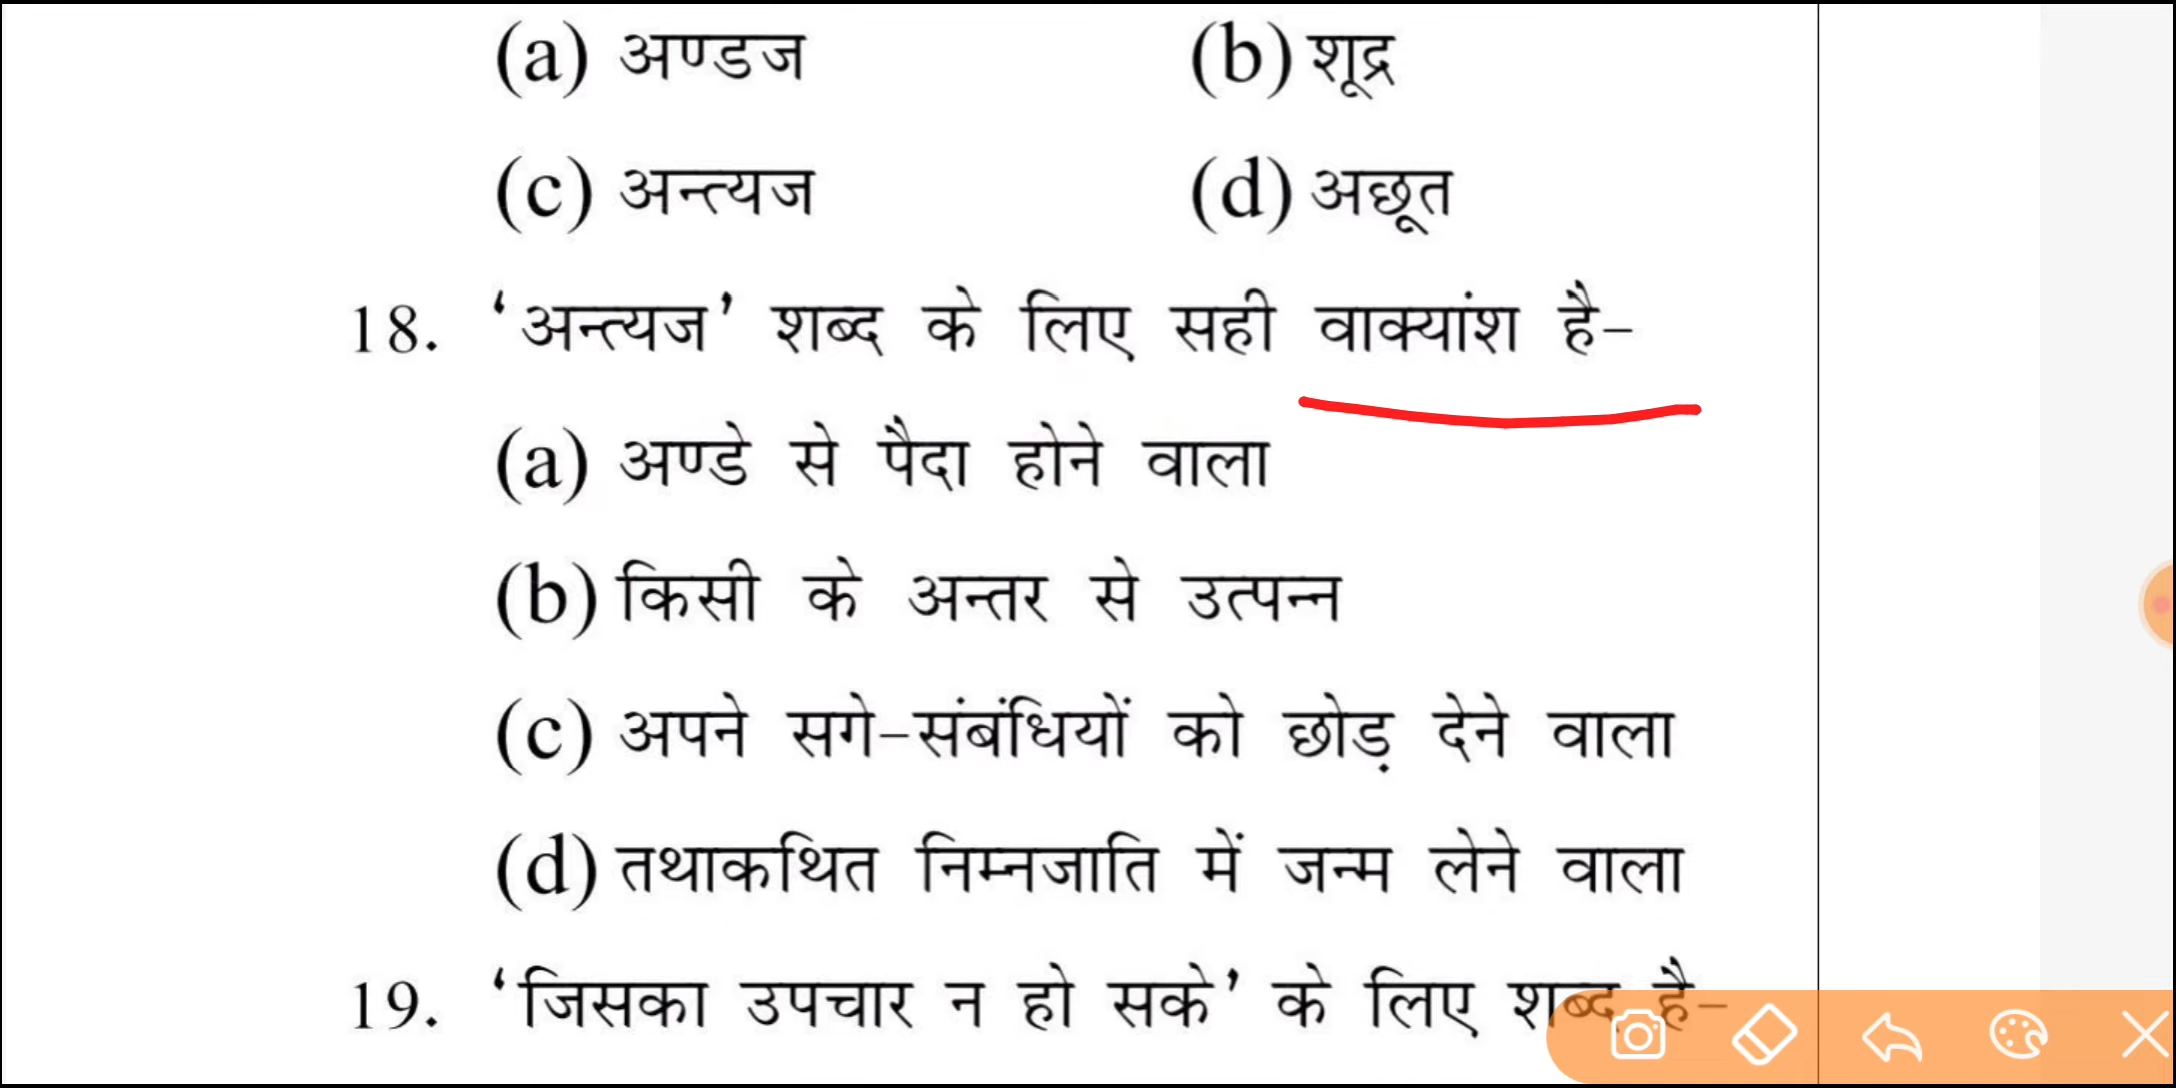 (a) अण्डज (b) शूद्र
(c) अन्त्यज (d) अछूत
18. ‘अन्त्यज’ शब्द के लिए सही वाक्यांश है–
(a) अण्डे से पैदा होने वाला
(b) किसी के अन्तर से उत्पन्न
(c) अपने सगे–संबंधियों को छोड़ देने वाला
(d) तथाकथित निम्नजाति में जन्म लेने वाला
19. ‘जिसका उपचार न हो सके’ के लिए शब्द है–